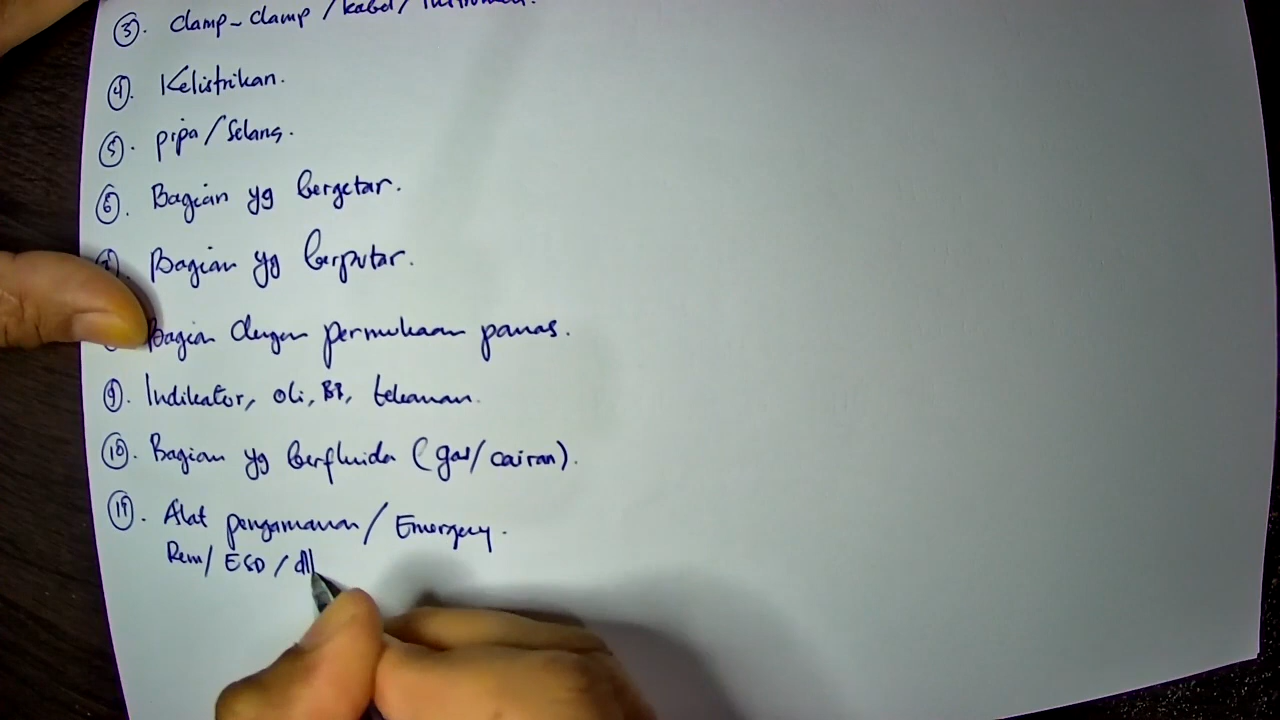 ③. Clamp-clamp / kabel /
④. Kelistrikan.
⑤. pipa/Selang.
⑥. Bagian yg bergetar.
Bagian yg berputar.
Bagian dengan permukaan panas.
⑨. Indikator, oli, BB, tekanan.
⑩. Bagian yg berfluida (gas/cairan).
⑪. Alat pengamanan/ Emergency.
Rem/ ESD / dll